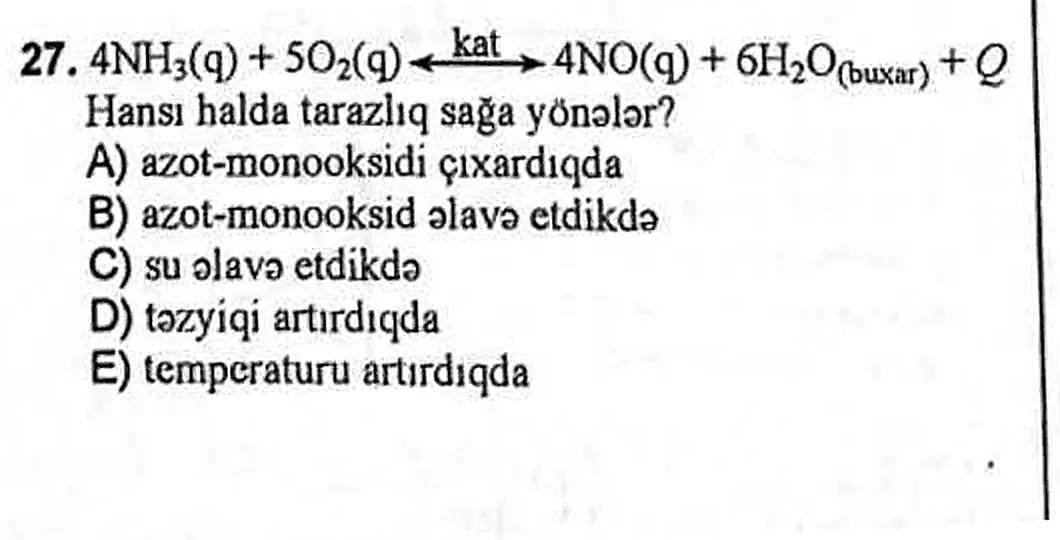 27. 4NH₃(q) + 5O₂(q) ⟷ kat 4NO(q) + 6H₂O(buxar) + Q
Hansı halda tarazlıq sağa yönələr?
A) azot-monooksidi çıxardıqda
B) azot-monooksid əlavə etdikdə
C) su əlavə etdikdə
D) təzyiqi artırdıqda
E) temperaturu artırdıqda